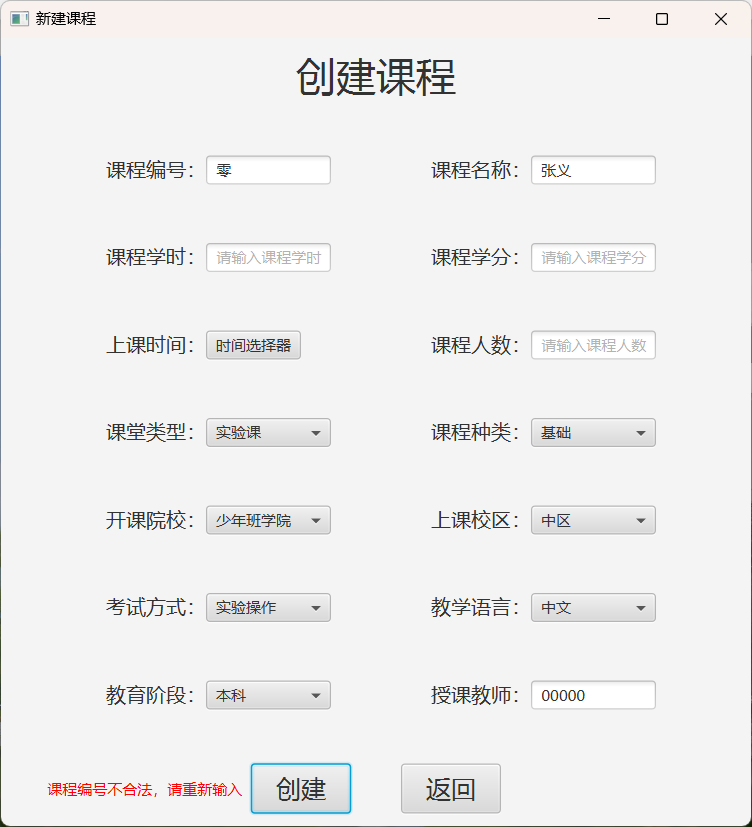 新建课程
创建课程
课程编号： 零 课程名称： 张义
课程学时： 请输入课程学时 课程学分： 请输入课程学分
上课时间： 时间选择器 课程人数： 请输入课程人数
课堂类型： 实验课 课程种类： 基础
开课院校： 少年班学院 上课校区： 中区
考试方式： 实验操作 教学语言： 中文
教育阶段： 本科 授课教师： 00000
课程编号不合法，请重新输入 创建 返回